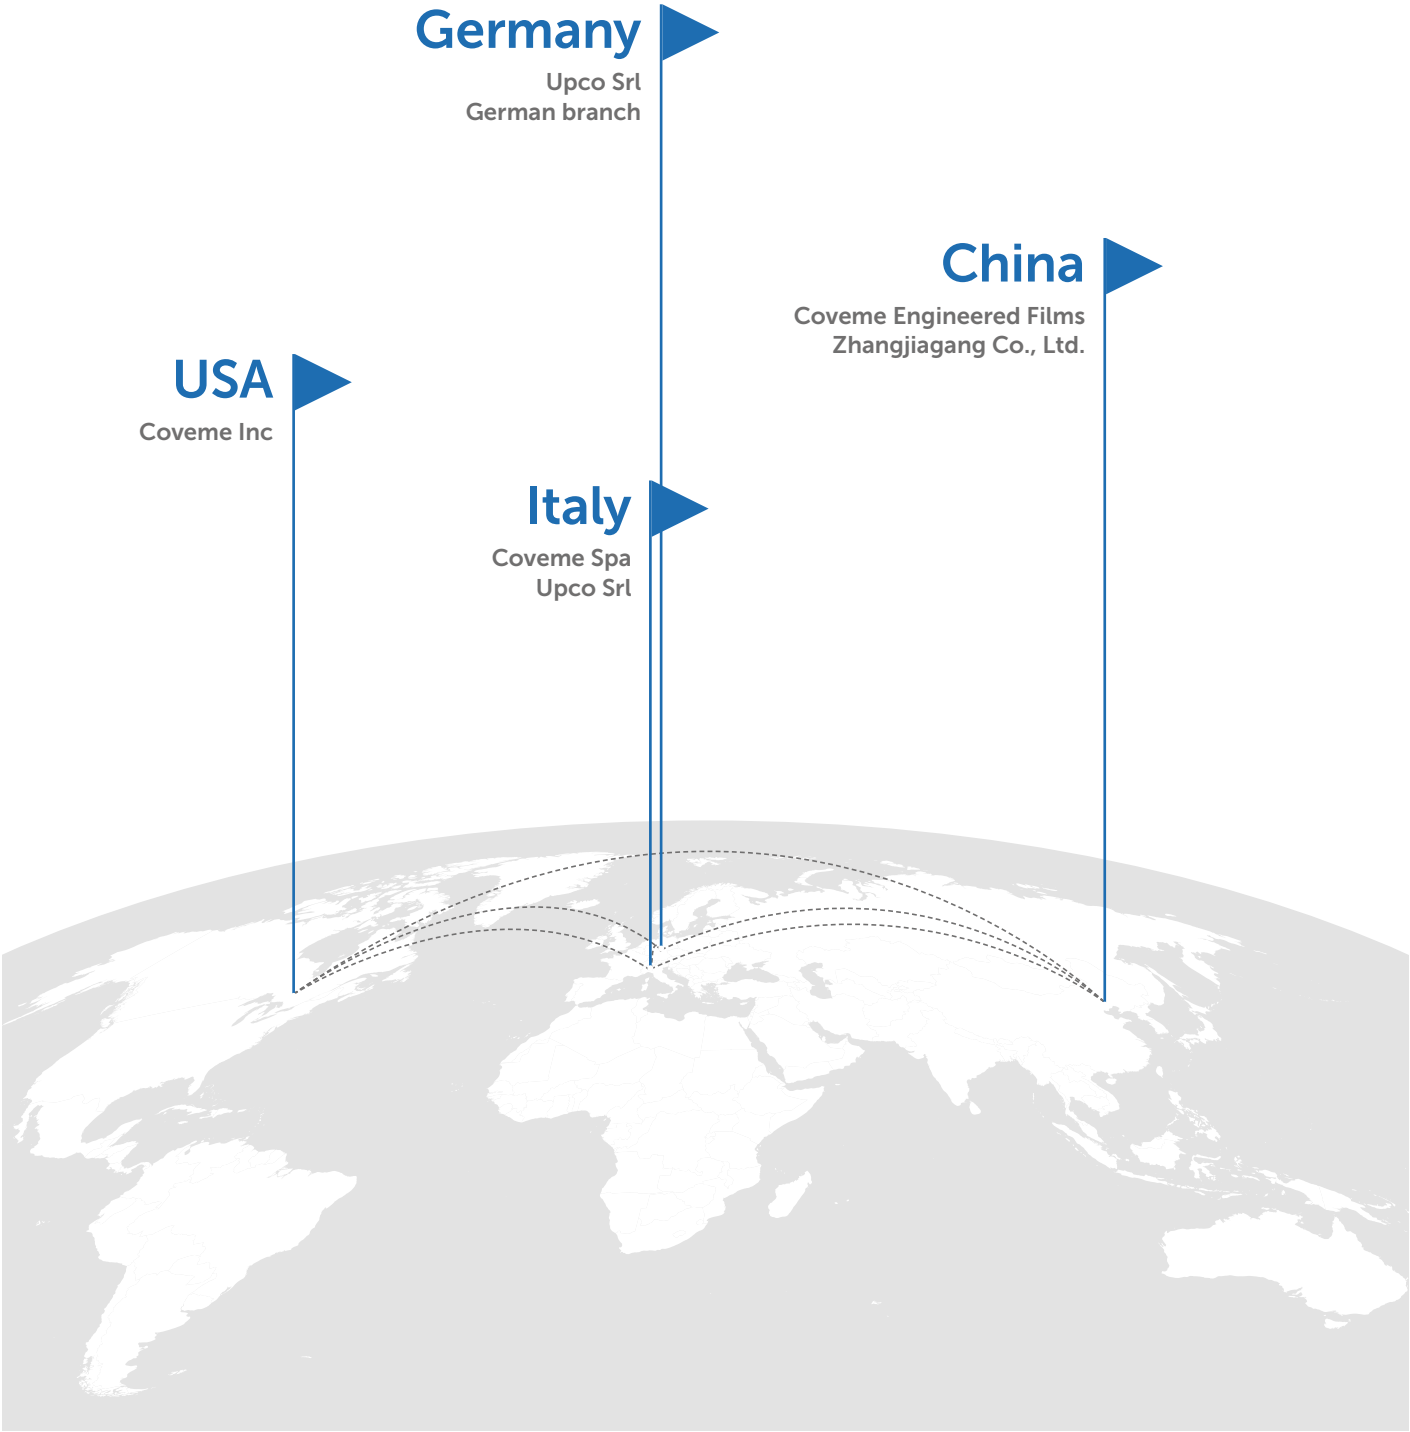 Germany
Upco Srl
German branch
China
Coveme Engineered Films
Zhangjiagang Co., Ltd.
USA
Coveme Inc
Italy
Coveme Spa
Upco Srl